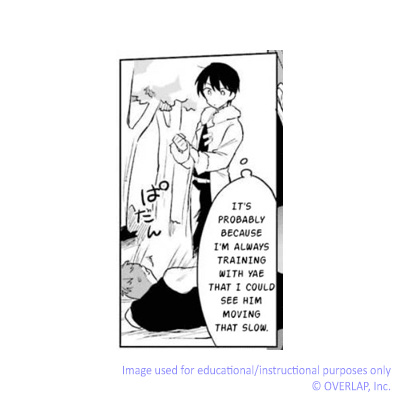 ぱたん
IT'S
PROBABLY
BECAUSE
I'M ALWAYS
TRAINING
WITH YAE
THAT I COULD
SEE HIM
MOVING
THAT SLOW.
Image used for educational/instructional purposes only
© OVERLAP, Inc.